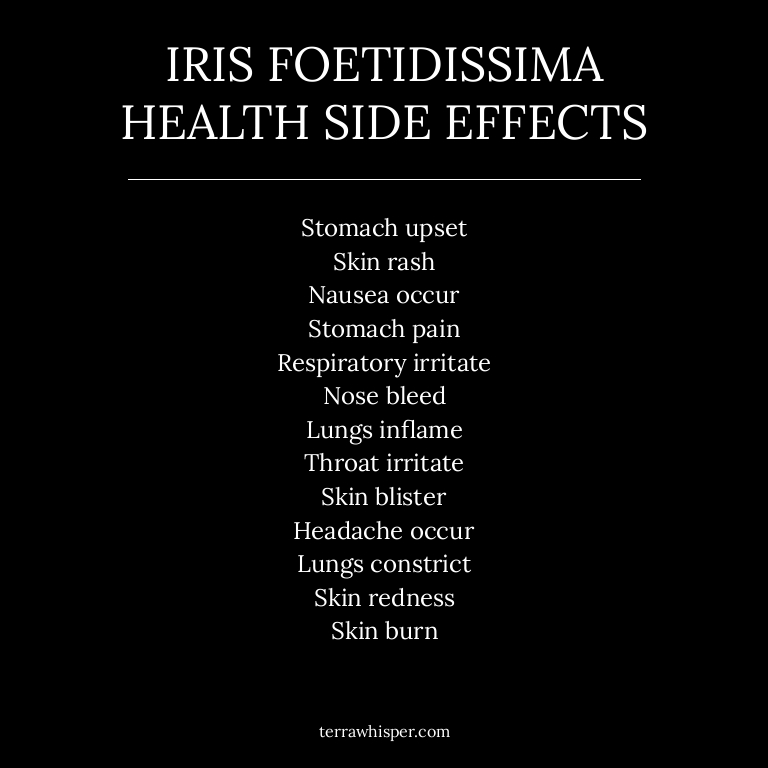 IRIS FOETIDISSIMA
HEALTH SIDE EFFECTS
Stomach upset
Skin rash
Nausea occur
Stomach pain
Respiratory irritate
Nose bleed
Lungs inflame
Throat irritate
Skin blister
Headache occur
Lungs constrict
Skin redness
Skin burn
terrawhisper.com